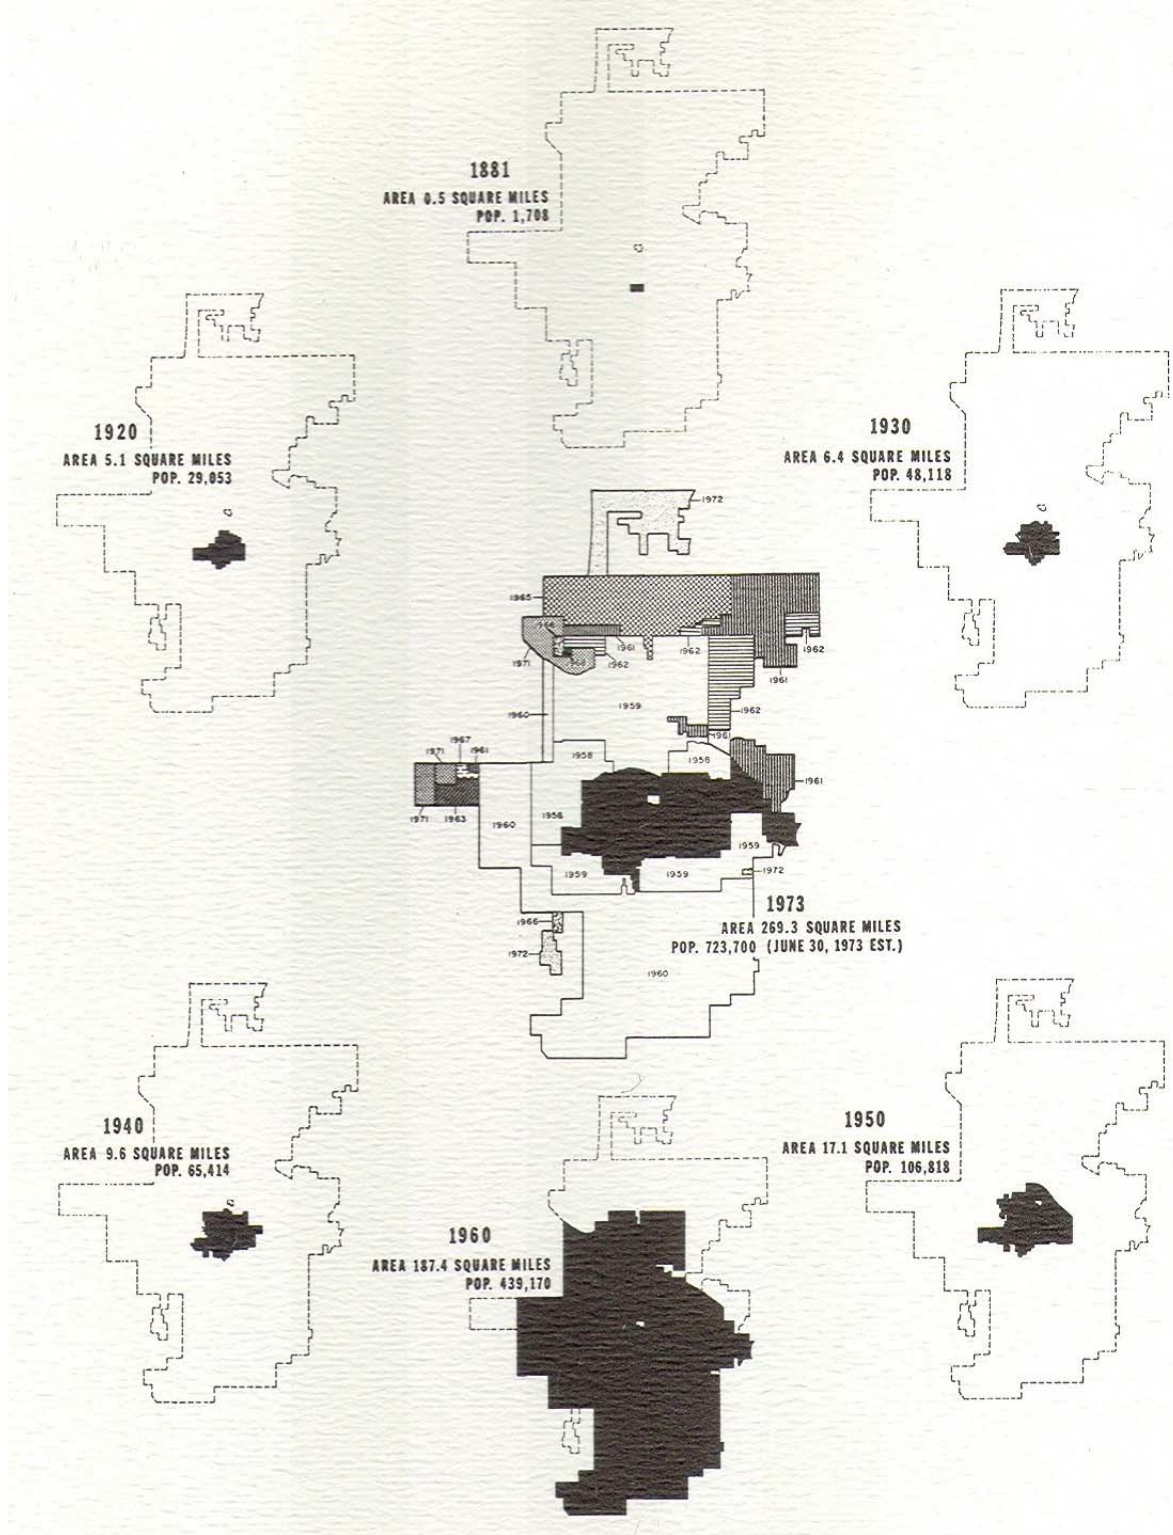 1881
AREA 0.5 SQUARE MILES
POP. 1,708
1920
AREA 5.1 SQUARE MILES
POP. 29,053
1930
AREA 6.4 SQUARE MILES
POP. 48,118
1972
1965
1961
1962
1962
1962
1971
1968
1961
1960
1959
1962
1961
1967
1971
1961
1958
1958
1961
1971
1963
1960
1958
1959
1959
1959
1972
1973
AREA 269.3 SQUARE MILES
POP. 723,700 (JUNE 30, 1973 EST.)
1966
1972
1960
1940
AREA 9.6 SQUARE MILES
POP. 65,414
1950
AREA 17.1 SQUARE MILES
POP. 106,818
1960
AREA 187.4 SQUARE MILES
POP. 439,170